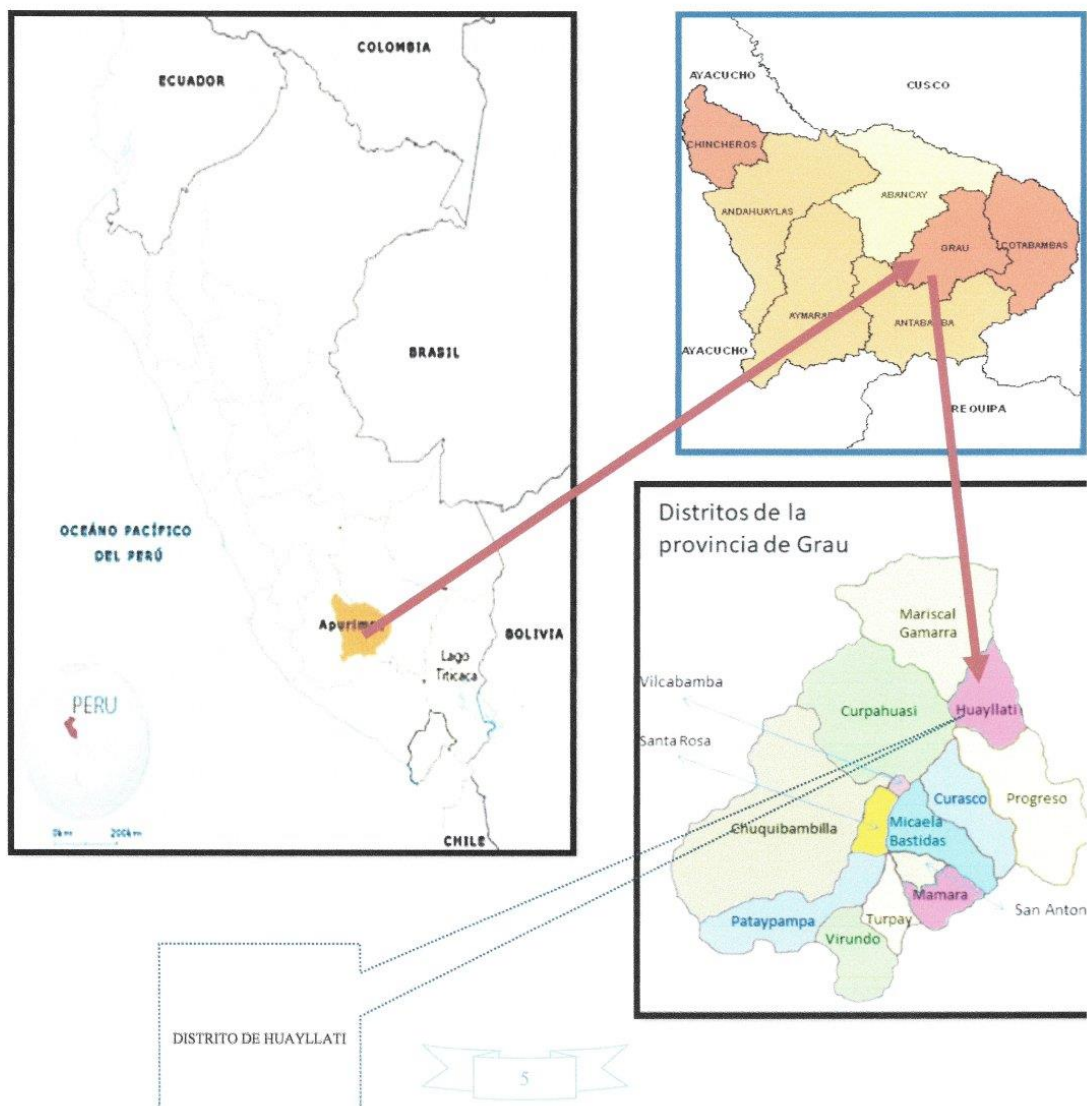 COLOMBIA
ECUADOR
BRASIL
OCEÁNO PACÍFICO
DEL PERÚ
BOLIVIA
Lago
Titicaca
PERU
0km
200km
CHILE
AYACUCHO
CUSCO
CHINCHEROS
ABANCAY
ANDAHUAYLAS
GRAU
COTABAMBAS
ANTABAMBA
AYACUCHO
REQUIPA
Distritos de la
provincia de Grau
Mariscal
Gamarra
Vilcabamba
Curpahuasi
Huayllati
Santa Rosa
Curasco
Progreso
Chuquibambilla
Micaela
Bastidas
Mamara
San Anton
Pataypampa
Turpay
Virundo
DISTRITO DE HUAYLLATI
5